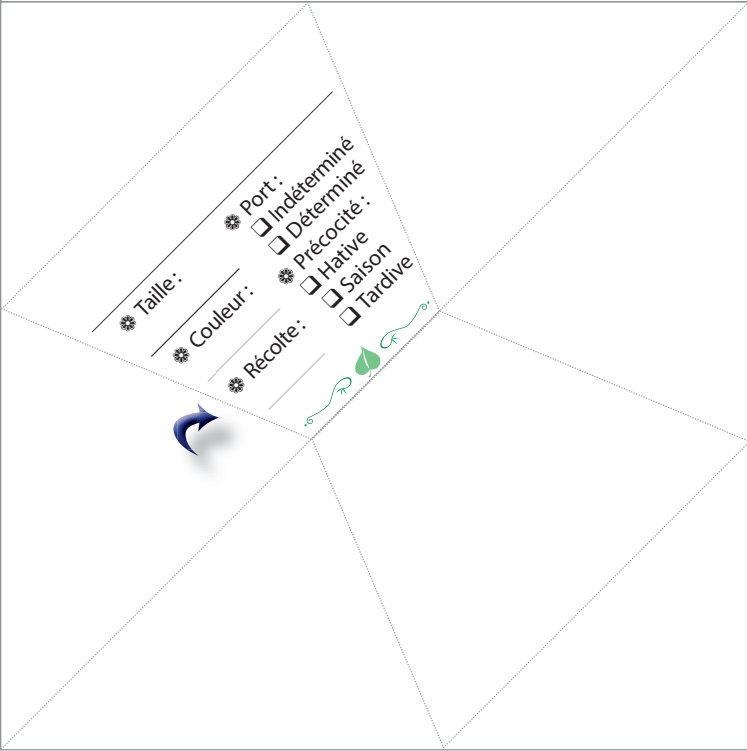 Taille :
Couleur :
Récolte :
Port :
Indéterminé
Déterminé
Précocité :
Hative
Saison
Tardive